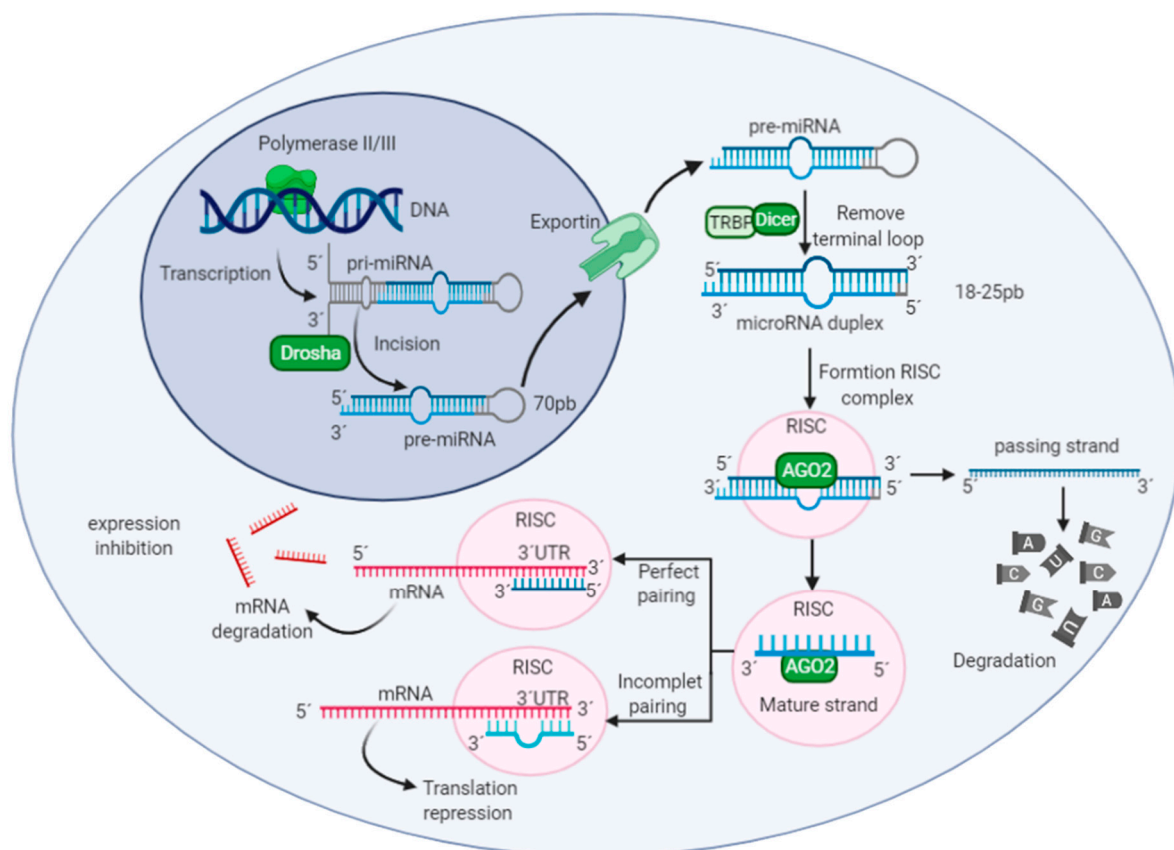 Polymerase II/III
DNA
Transcription
5´
pri-miRNA
3´
Drosha
Incision
5´
3´
pre-miRNA
70pb
Exportin
pre-miRNA
TRBP
Dicer
Remove
terminal loop
5´
3´
3´
5´
microRNA duplex
18-25pb
Formtion RISC
complex
RISC
AGO2
5´
3´
3´
5´
passing strand
5´
3´
A
G
U
C
C
G
A
U
Degradation
RISC
3´
AGO2
5´
Mature strand
Perfect
pairing
Incomplet
pairing
RISC
3´UTR
5´
3´
mRNA
3´
5´
expression
inhibition
mRNA
degradation
RISC
3´UTR
mRNA
5´
3´
3´
5´
Translation
repression